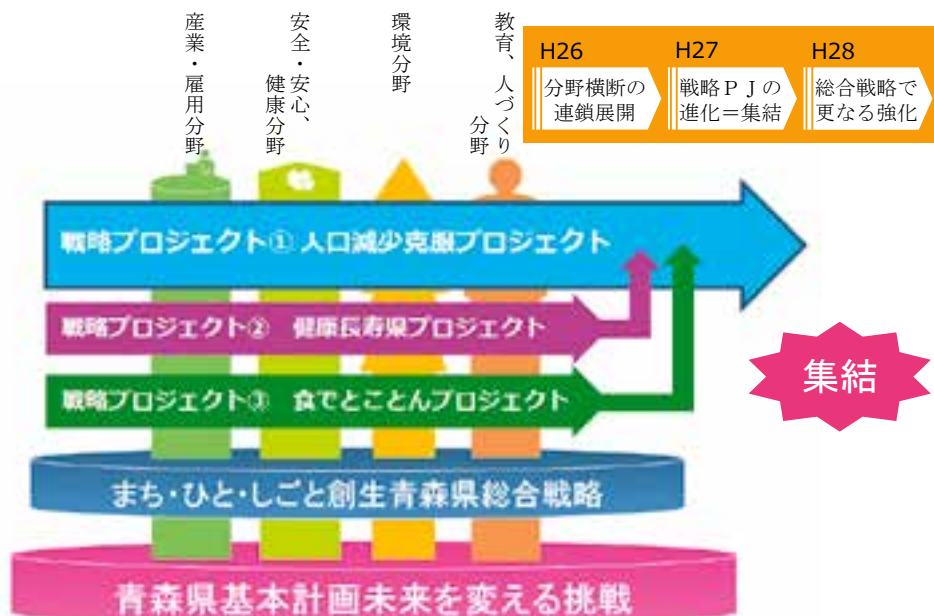 産業・雇用分野
安全・安心、
健康分野
環境分野
教育、人づくり
分野
H26
分野横断の
連鎖展開
H27
戦略ＰＪの
進化＝集結
H28
総合戦略で
更なる強化
戦略プロジェクト① 人口減少克服プロジェクト
戦略プロジェクト② 健康長寿県プロジェクト
戦略プロジェクト③ 食でとことんプロジェクト
集結
まち・ひと・しごと創生青森県総合戦略
青森県基本計画未来を変える挑戦